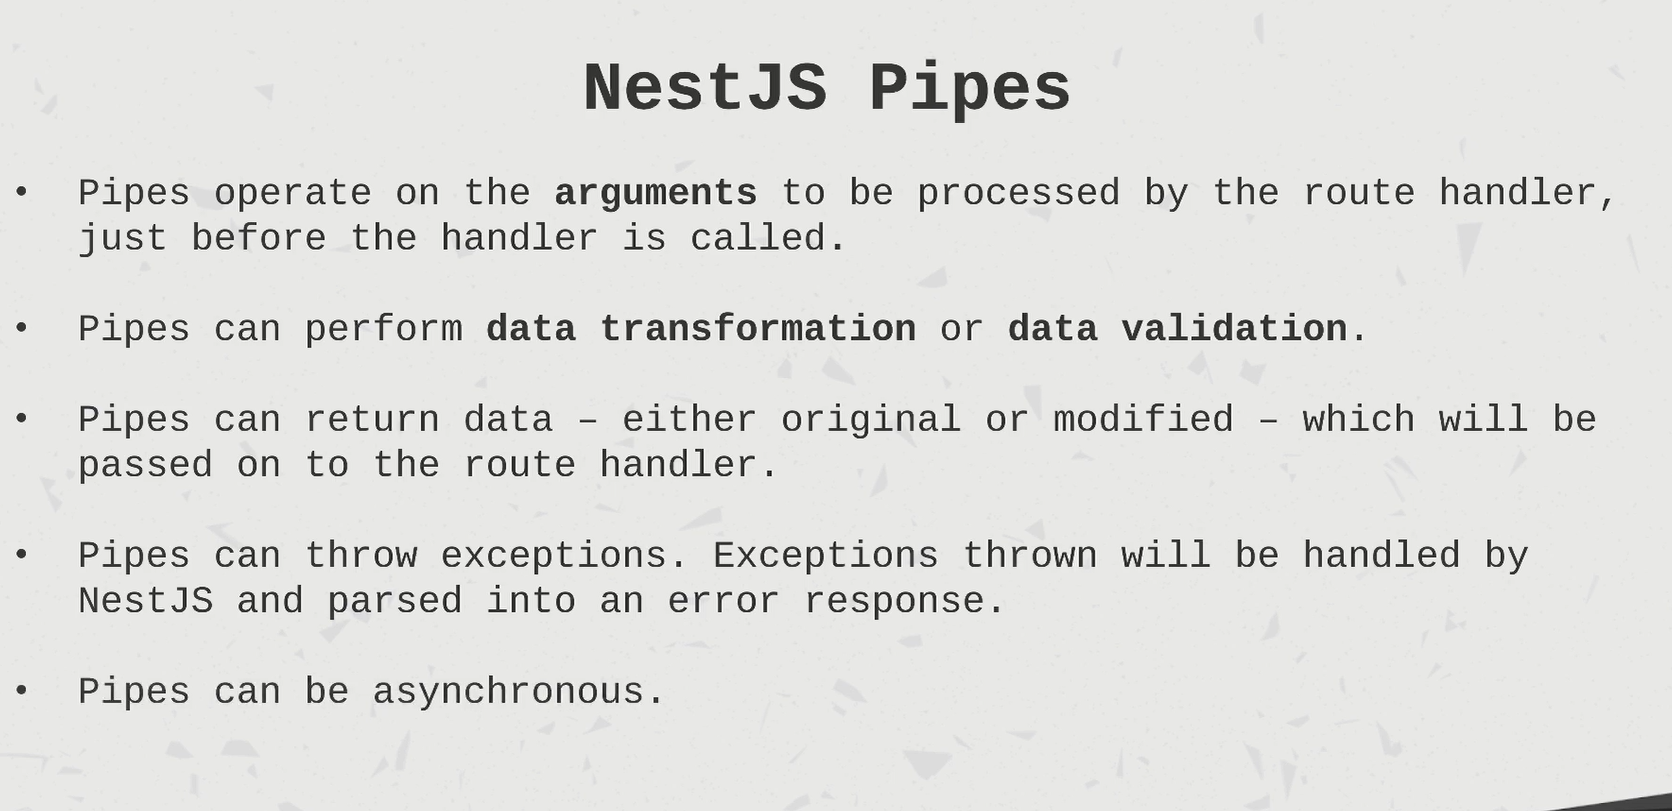 NestJS Pipes
• Pipes operate on the arguments to be processed by the route handler,
just before the handler is called.
• Pipes can perform data transformation or data validation.
• Pipes can return data – either original or modified – which will be
passed on to the route handler.
• Pipes can throw exceptions. Exceptions thrown will be handled by
NestJS and parsed into an error response.
• Pipes can be asynchronous.